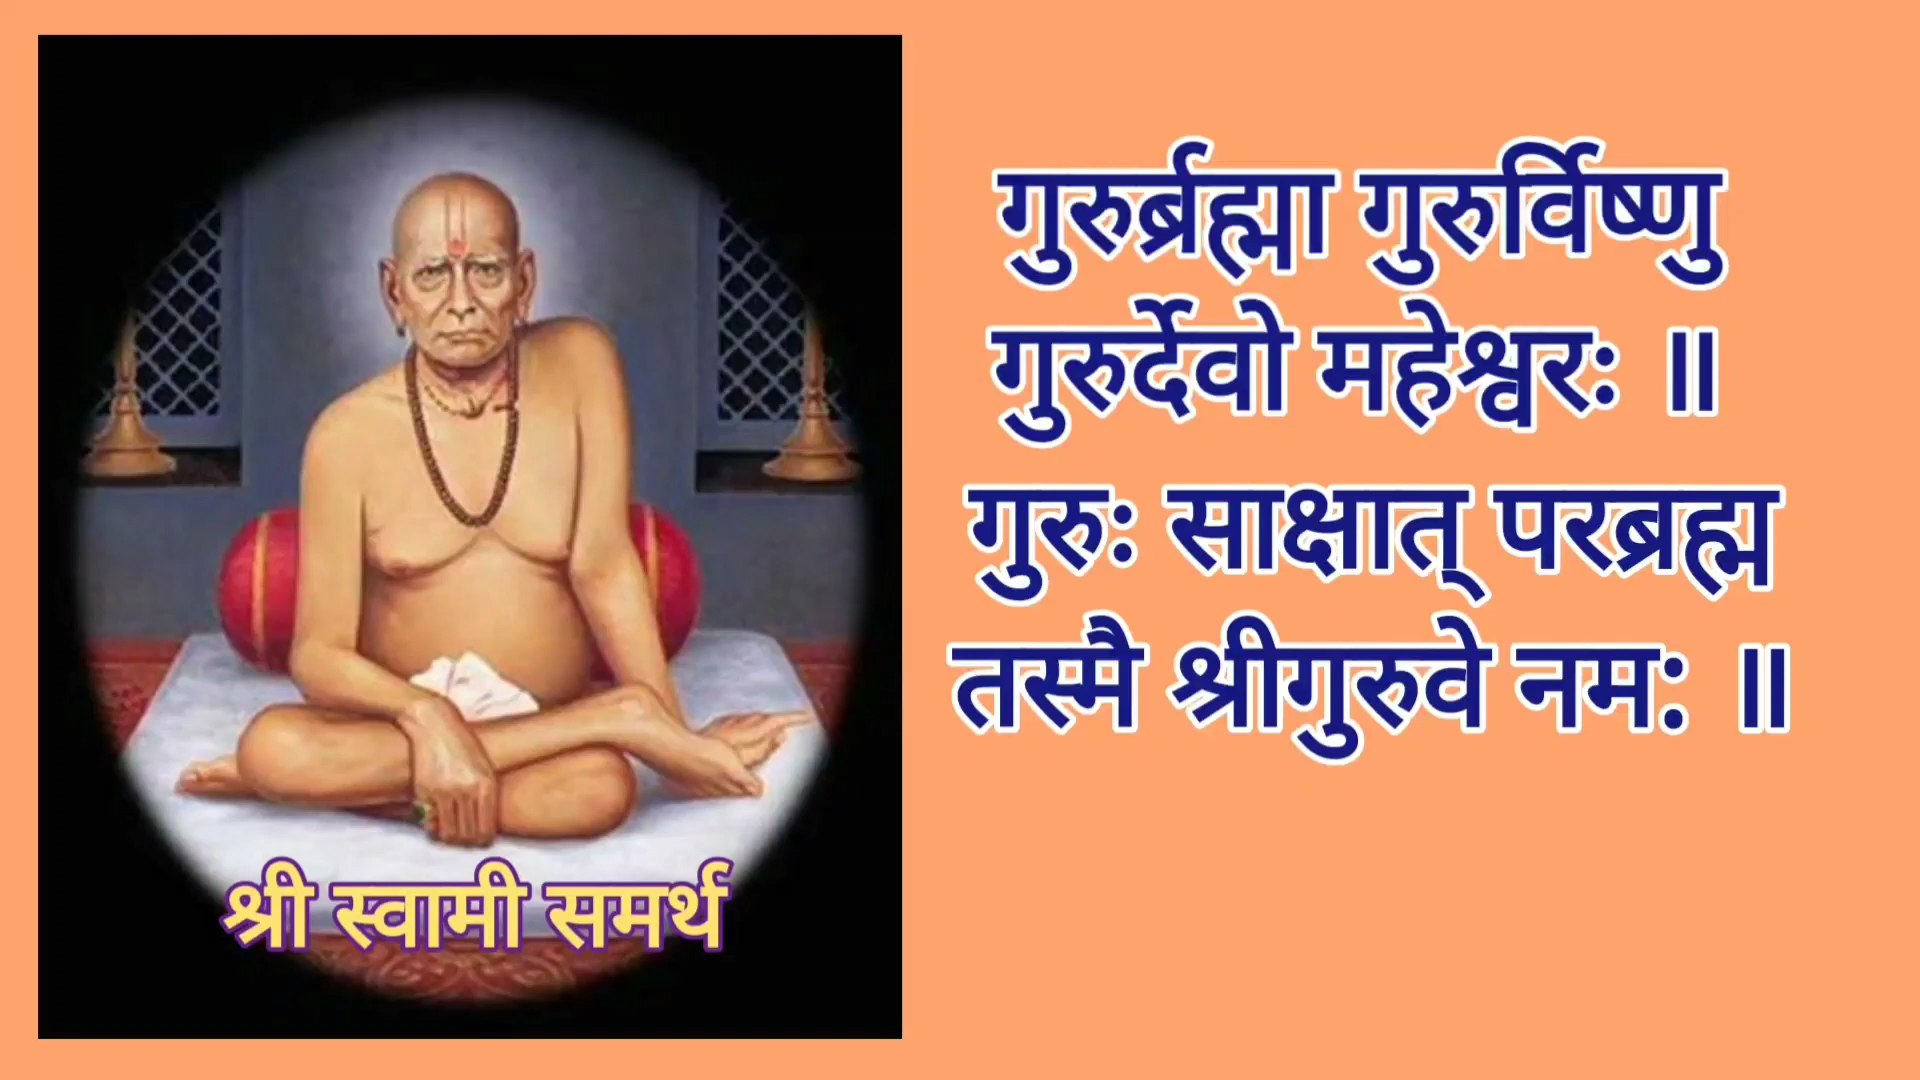 गुरुर्ब्रह्मा गुरुर्विष्णु
गुरुर्देवो महेश्वरः ॥
गुरुः साक्षात् परब्रह्म
तस्मै श्रीगुरुवे नमः ॥
श्री स्वामी समर्थ